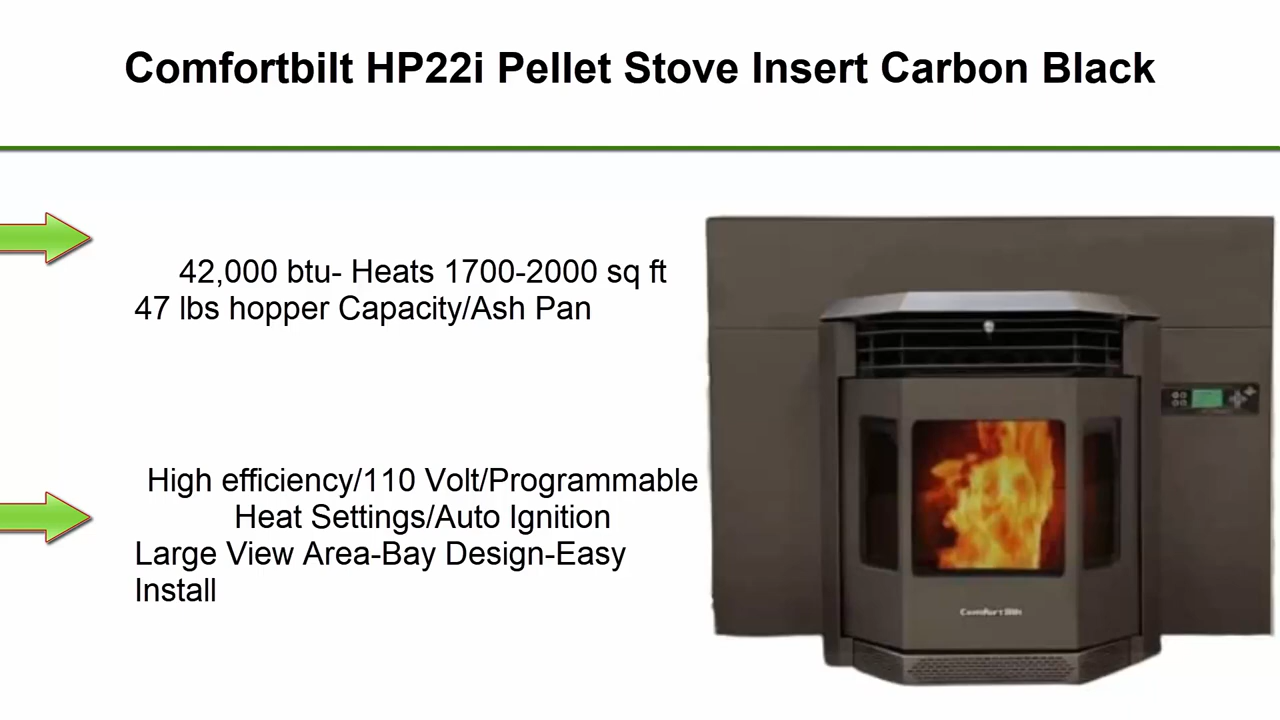 Comfortbilt HP22i Pellet Stove Insert Carbon Black
42,000 btu- Heats 1700-2000 sq ft
47 lbs hopper Capacity/Ash Pan
High efficiency/110 Volt/Programmable
Heat Settings/Auto Ignition
Large View Area-Bay Design-Easy
Install
ComfortBilt